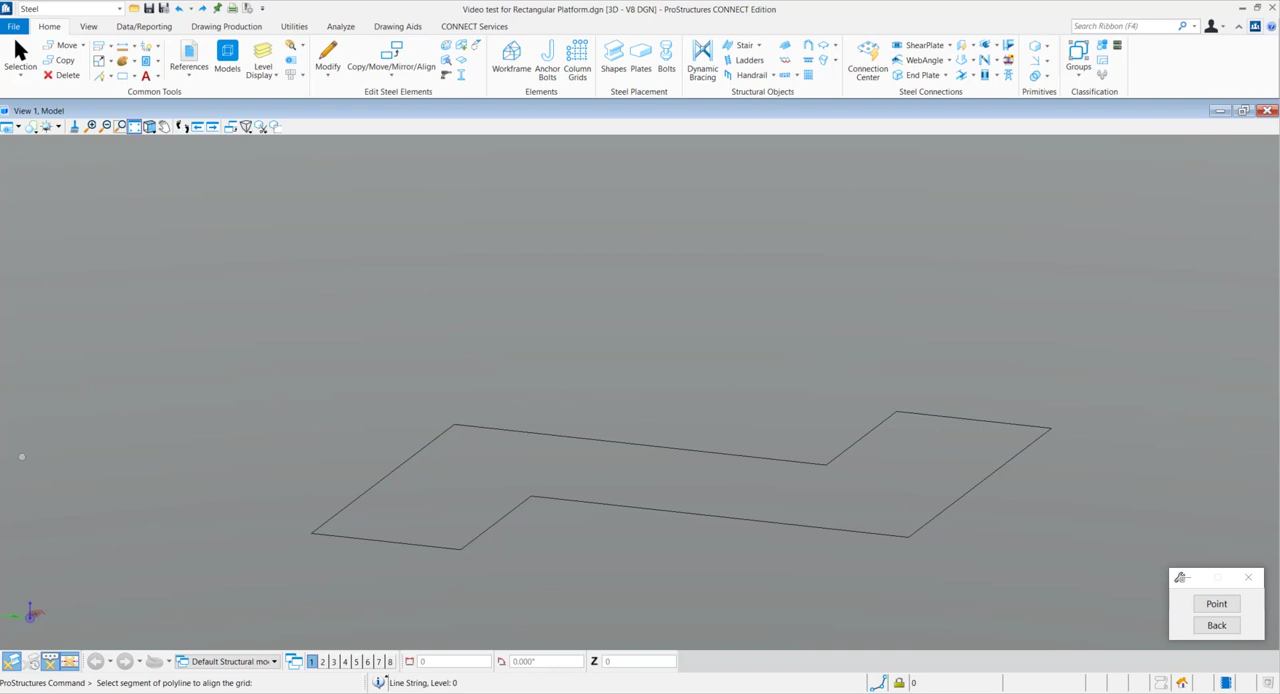 Steel
Video test for Rectangular Platform.dgn [3D - V8 DGN] - ProStructures CONNECT Edition
File Home View Drawing Production Data/Reporting Utilities Analyze Drawing Aids CONNECT Services
Search Ribbon (F4)
Selection
Move
Copy
Delete
A
References
Models
Level
Display
Common Tools
Modify
Copy/Move/Mirror/Align
Edit Steel Elements
Workframe
Anchor
Bolts
Column
Grids
Elements
Shapes
Plates
Bolts
Steel Placement
Dynamic
Bracing
Stair
Ladders
Handrail
Structural Objects
Connection
Center
ShearPlate
WebAngle
End Plate
Steel Connections
Primitives
Groups
Classification
View 1, Model
Point
Back
Default Structural mo
1 2 3 4 5 6 7 8
0
0.000°
Z 0
ProStructures Command > Select segment of polyline to align the grid:
Line String, Level: 0
0